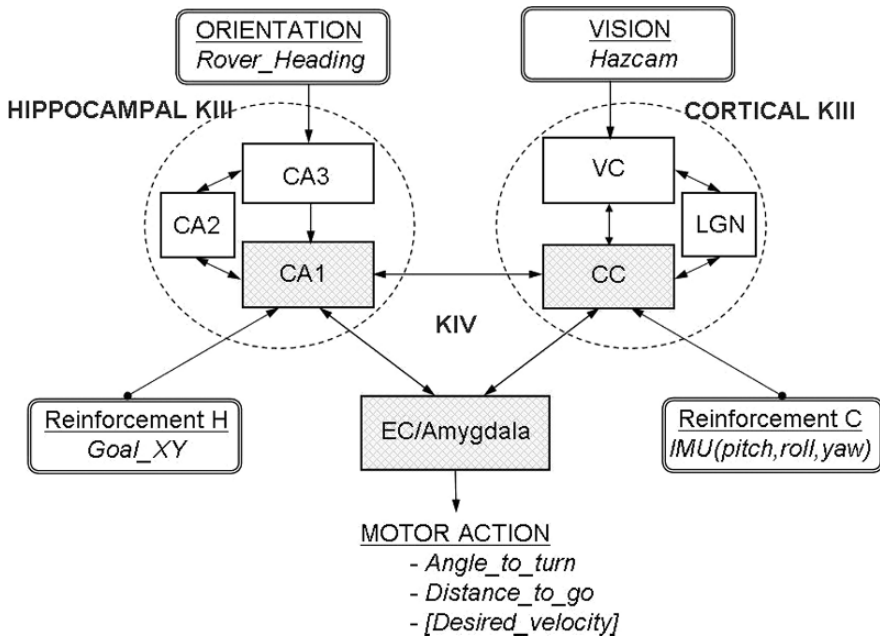 ORIENTATION
Rover_Heading
VISION
Hazcam
HIPPOCAMPAL KIII
CORTICAL KIII
CA3
VC
CA2
LGN
CA1
CC
KIV
Reinforcement H
Goal_XY
EC/Amygdala
Reinforcement C
IMU(pitch,roll,yaw)
MOTOR ACTION
- Angle_to_turn
- Distance_to_go
- [Desired_velocity]